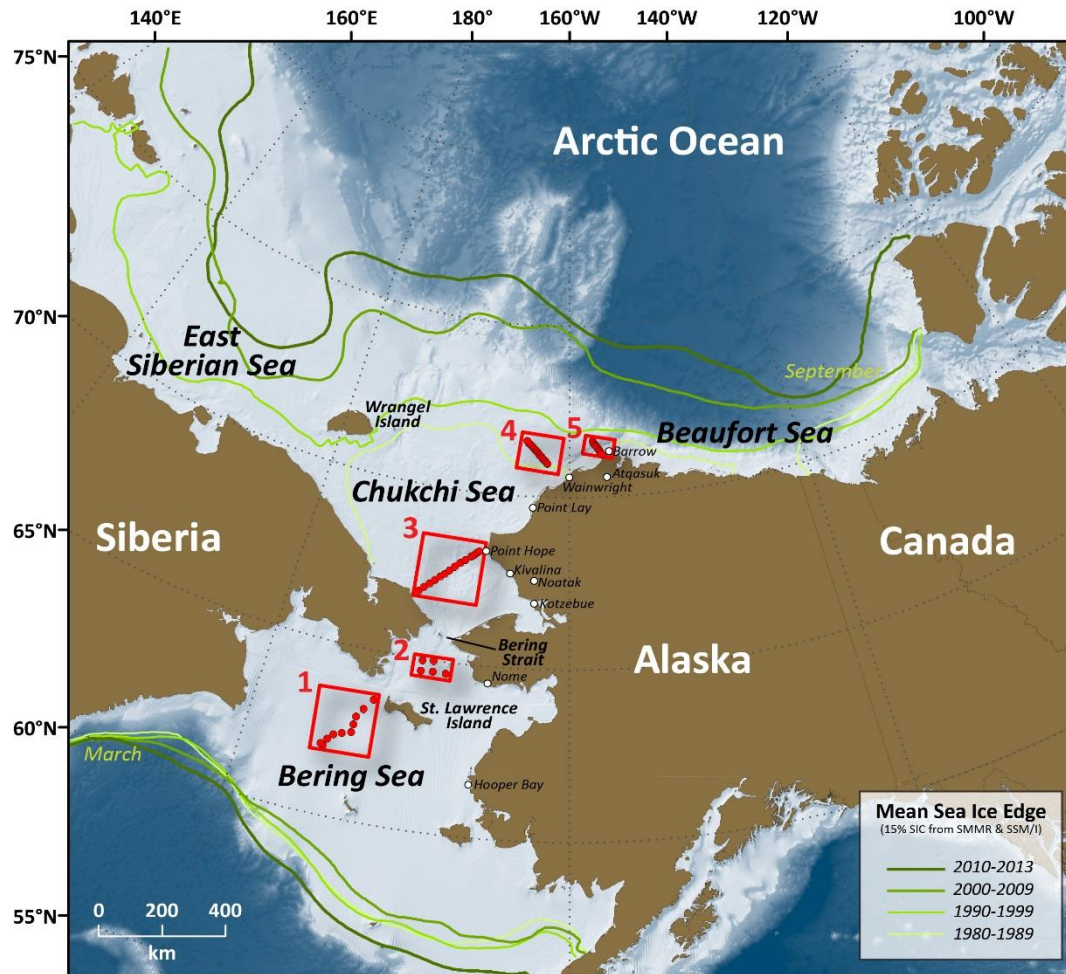 140°E 160°E 180° 160°W 140°W 120°W 100°W
75°N
70°N
65°N
60°N
55°N
Arctic Ocean
East
Siberian Sea
September
Wrangel
Island
4
5
Beaufort Sea
Barrow
Wainwright
Atqasuk
Chukchi Sea
Point Lay
Siberia
3
Point Hope
Kivalina
Noatak
Kotzebue
Canada
Alaska
Bering
Strait
2
Nome
1
St. Lawrence
Island
March
Bering Sea
Hooper Bay
0 200 400
km
Mean Sea Ice Edge
(15% SIC from SMMR & SSM/I)
2010-2013
2000-2009
1990-1999
1980-1989